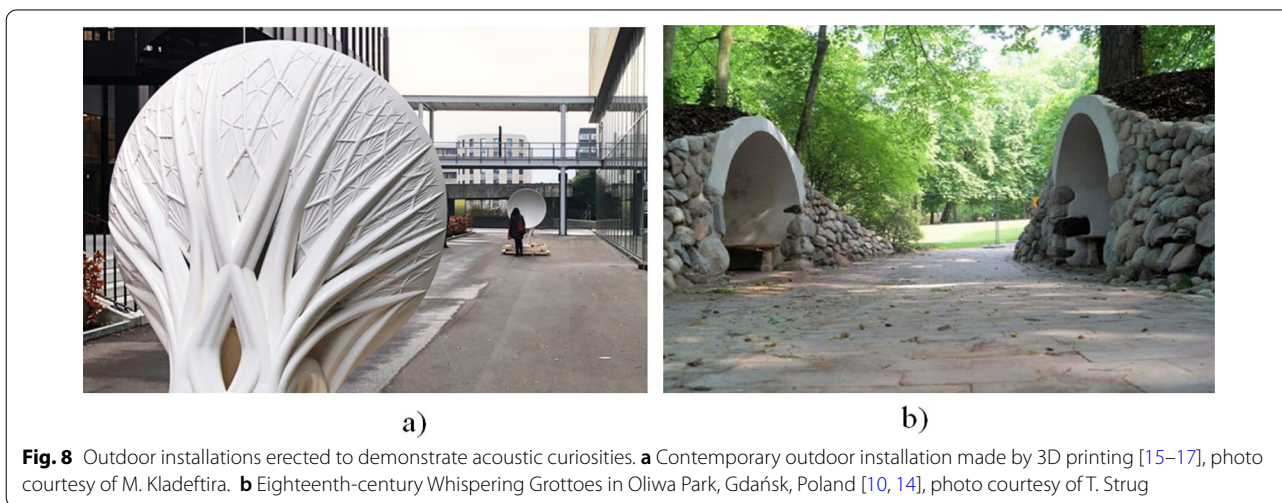 a)
b)
Fig. 8 Outdoor installations erected to demonstrate acoustic curiosities. a Contemporary outdoor installation made by 3D printing [15–17], photo
courtesy of M. Kladeftira. b Eighteenth-century Whispering Grottoes in Oliwa Park, Gdańsk, Poland [10, 14], photo courtesy of T. Strug